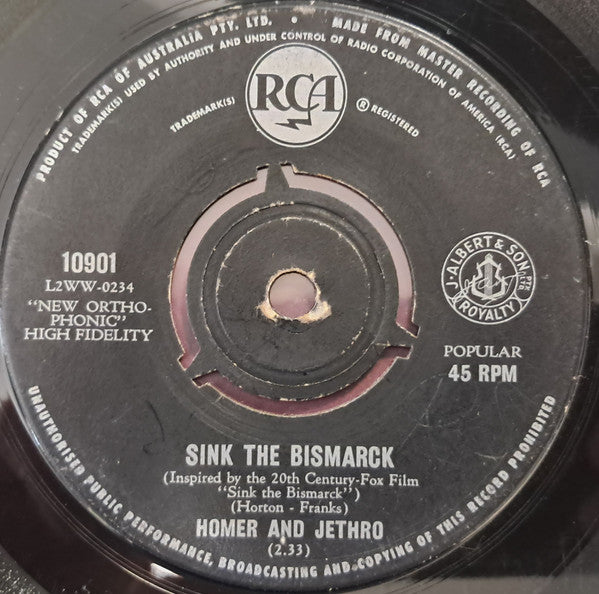 PRODUCT OF RCA OF AUSTRALIA PTY. LTD. • MADE FROM MASTER RECORDING OF RCA
TRADEMARK(S) USED BY AUTHORITY AND UNDER CONTROL OF RADIO CORPORATION OF AMERICA (RCA)
TRADEMARK(S)
RCA
® REGISTERED
10901
L2WW-0234
"NEW ORTHO-
PHONIC"
HIGH FIDELITY
J. ALBERT & SON PTY LTD
ROYALTY
POPULAR
45 RPM
SINK THE BISMARCK
(Inspired by the 20th Century-Fox Film
"Sink the Bismarck")
(Horton - Franks)
HOMER AND JETHRO
(2.33)
UNAUTHORISED PUBLIC PERFORMANCE, BROADCASTING AND COPYING OF THIS RECORD PROHIBITED